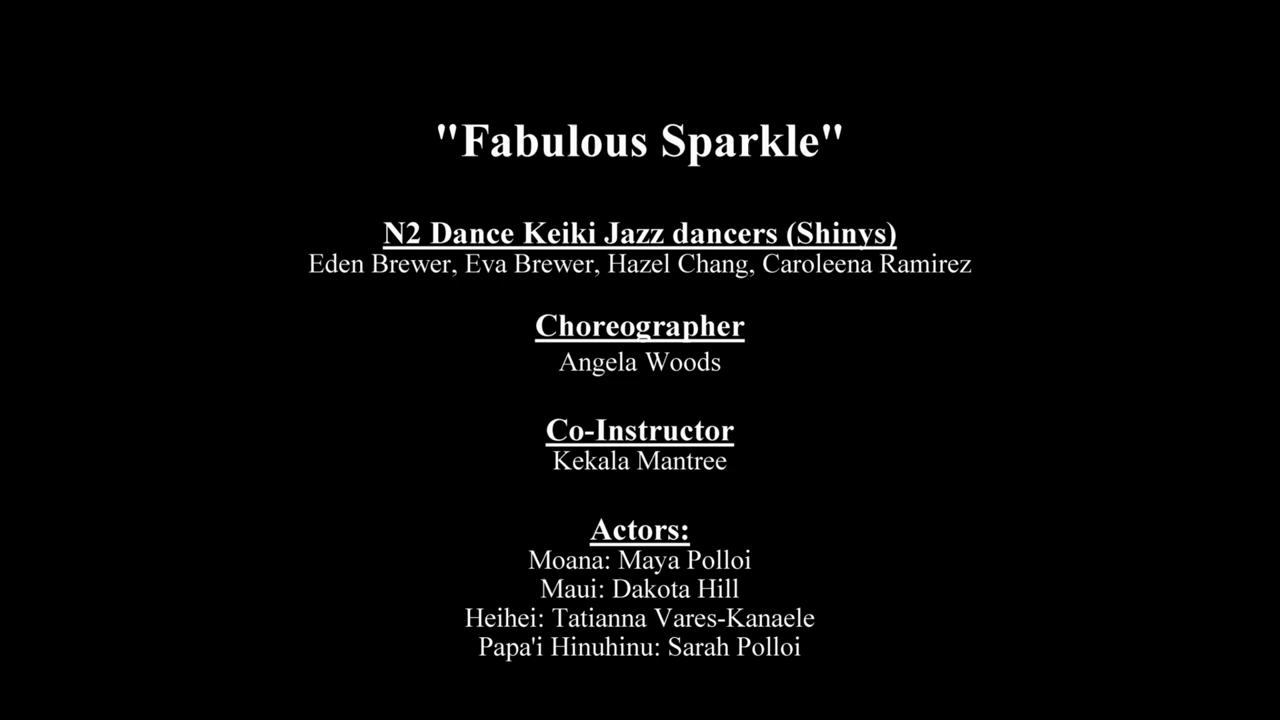 "Fabulous Sparkle"
N2 Dance Keiki Jazz dancers (Shinys)
Eden Brewer, Eva Brewer, Hazel Chang, Caroleena Ramirez
Choreographer
Angela Woods
Co-Instructor
Kekala Mantree
Actors:
Moana: Maya Polloi
Maui: Dakota Hill
Heihei: Tatianna Vares-Kanaele
Papa'i Hinuhinu: Sarah Polloi